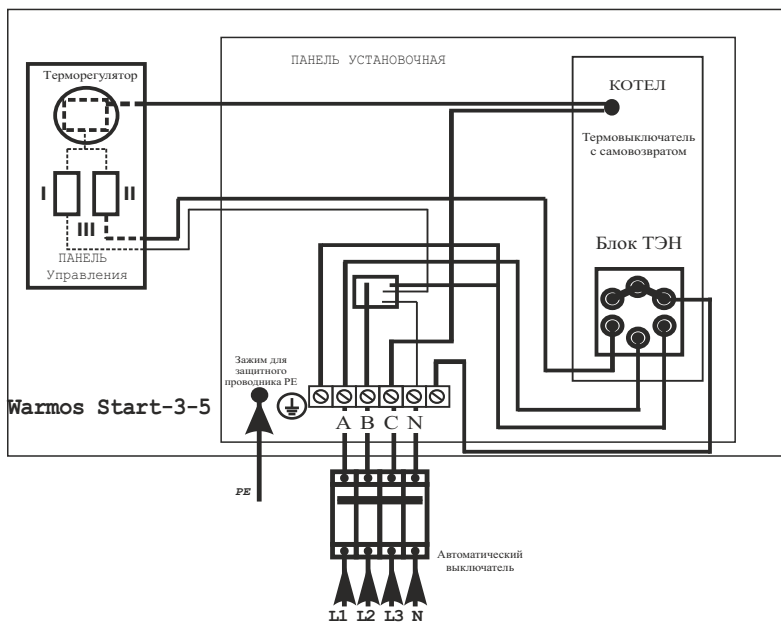 ПАНЕЛЬ УСТАНОВОЧНАЯ
Терморегулятор
КОТЕЛ
Термовыключатель
с самовозвратом
I
II
III
ПАНЕЛЬ
Управления
Блок ТЭН
Зажим для
защитного
проводника PE
Warmos Start-3-5
A B C N
PE
Автоматический
выключатель
L1 L2 L3 N